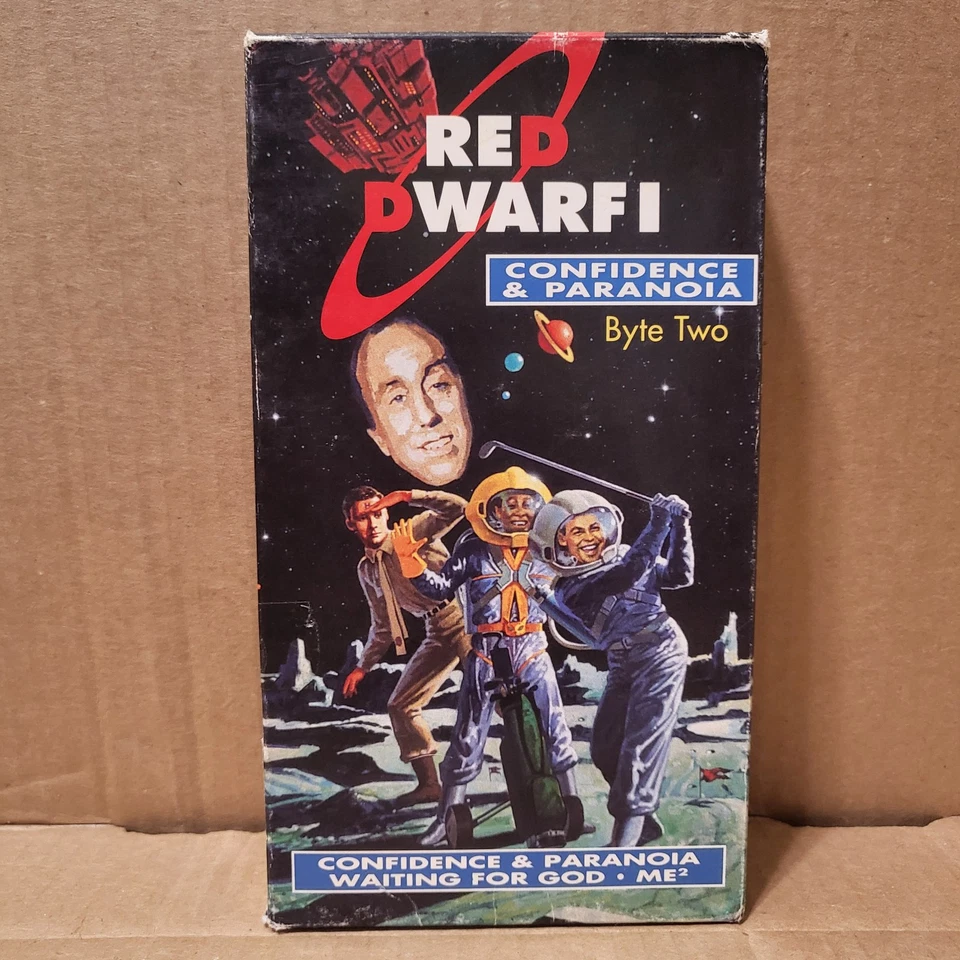 RED
DWARF I
CONFIDENCE
& PARANOIA
Byte Two
CONFIDENCE & PARANOIA
WAITING FOR GOD • ME²